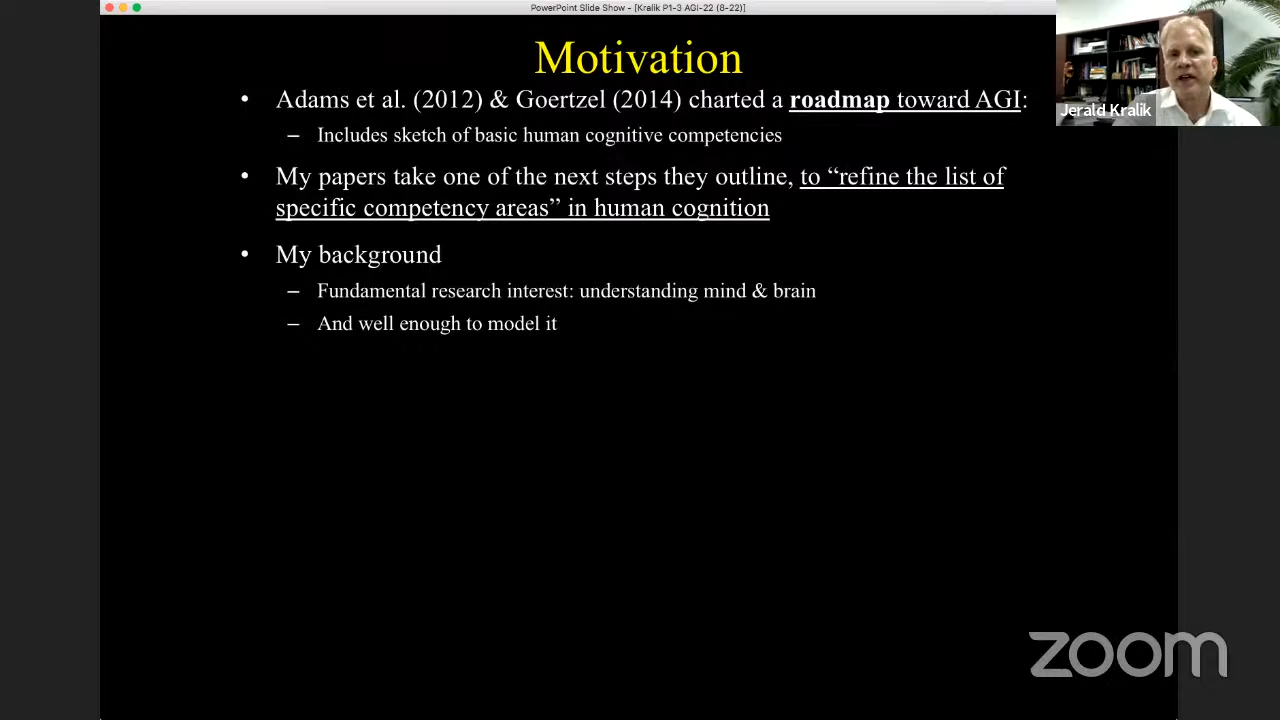 PowerPoint Slide Show - [Kralik P1-3 AGI-22 (8-22)]
Motivation
• Adams et al. (2012) & Goertzel (2014) charted a roadmap toward AGI:
– Includes sketch of basic human cognitive competencies
• My papers take one of the next steps they outline, to “refine the list of
specific competency areas” in human cognition
• My background
– Fundamental research interest: understanding mind & brain
– And well enough to model it
Jerald Kralik
zoom